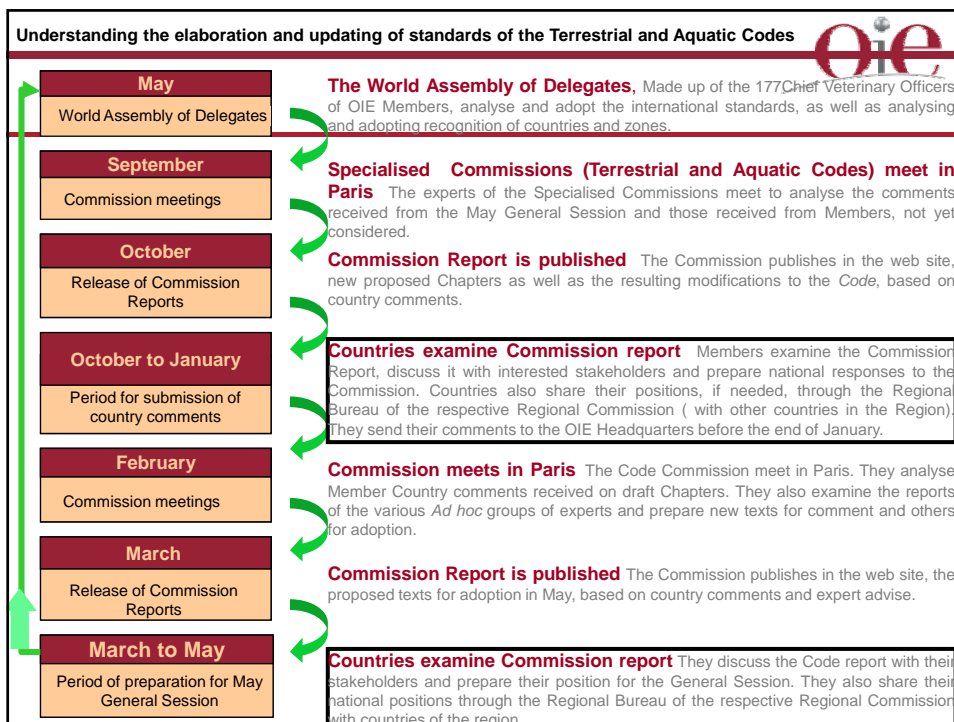 Understanding the elaboration and updating of standards of the Terrestrial and Aquatic Codes
oie
May
World Assembly of Delegates
The World Assembly of Delegates, Made up of the 177Chief Veterinary Officers
of OIE Members, analyse and adopt the international standards, as well as analysing
and adopting recognition of countries and zones.
September
Commission meetings
Specialised Commissions (Terrestrial and Aquatic Codes) meet in
Paris The experts of the Specialised Commissions meet to analyse the comments
received from the May General Session and those received from Members, not yet
considered.
October
Release of Commission
Reports
Commission Report is published The Commission publishes in the web site,
new proposed Chapters as well as the resulting modifications to the Code, based on
country comments.
October to January
Period for submission of
country comments
Countries examine Commission report Members examine the Commission
Report, discuss it with interested stakeholders and prepare national responses to the
Commission. Countries also share their positions, if needed, through the Regional
Bureau of the respective Regional Commission ( with other countries in the Region).
They send their comments to the OIE Headquarters before the end of January.
February
Commission meetings
Commission meets in Paris The Code Commission meet in Paris. They analyse
Member Country comments received on draft Chapters. They also examine the reports
of the various Ad hoc groups of experts and prepare new texts for comment and others
for adoption.
March
Release of Commission
Reports
Commission Report is published The Commission publishes in the web site, the
proposed texts for adoption in May, based on country comments and expert advise.
March to May
Period of preparation for May
General Session
Countries examine Commission report They discuss the Code report with their
stakeholders and prepare their position for the General Session. They also share their
national positions through the Regional Bureau of the respective Regional Commission
with countries of the region